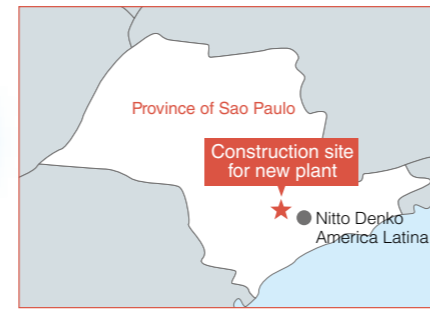 Province of Sao Paulo
Construction site
for new plant
Nitto Denko
America Latina